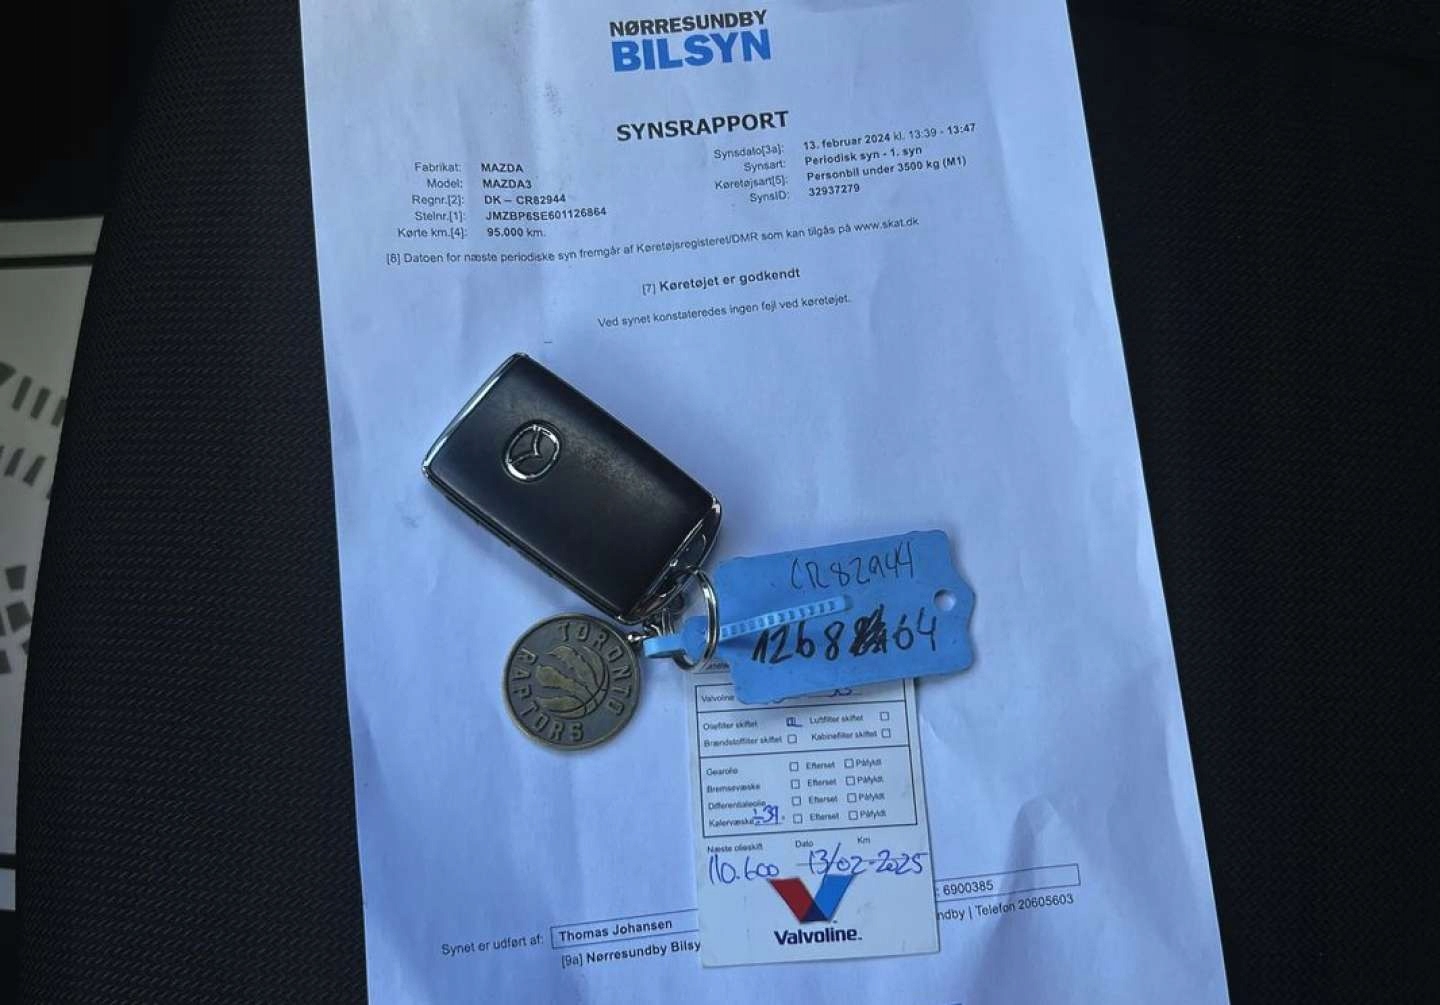 NØRRESUNDBY
BILSYN
SYNSRAPPORT
Fabrikat: MAZDA
Model: MAZDA3
Regnr.[2]: DK – CR82944
Stelnr.[1]: JMZBP6SE601126864
Kørte km.[4]: 95.000 km.
Synsdato[3a]: 13. februar 2024 kl. 13:39 - 13:47
Synsart: Periodisk syn - 1. syn
Køretøjsart[5]: Personbil under 3500 kg (M1)
SynsID: 32937279
[8] Datoen for næste periodiske syn fremgår af Køretøjsregisteret/DMR som kan tilgås på www.skat.dk
[7] Køretøjet er godkendt
Ved synet konstateredes ingen fejl ved køretøjet.
CR82944
1268 64
TORONTO
RAPTORS
Valvoline
Oliefilter skiftet Luftfilter skiftet
Brændstoffilter skiftet Kabinefilter skiftet
Gearolie Efterset Påfyldt
Bremsevæske Efterset Påfyldt
Differentialeolie Efterset Påfyldt
Kølervæske -39. Efterset Påfyldt
Næste olieskift Dato Km
110.600 13/02-2025
Valvoline.
: 6900385
ndby | Telefon 20605603
Synet er udført af: Thomas Johansen
[9a] Nørresundby Bilsy